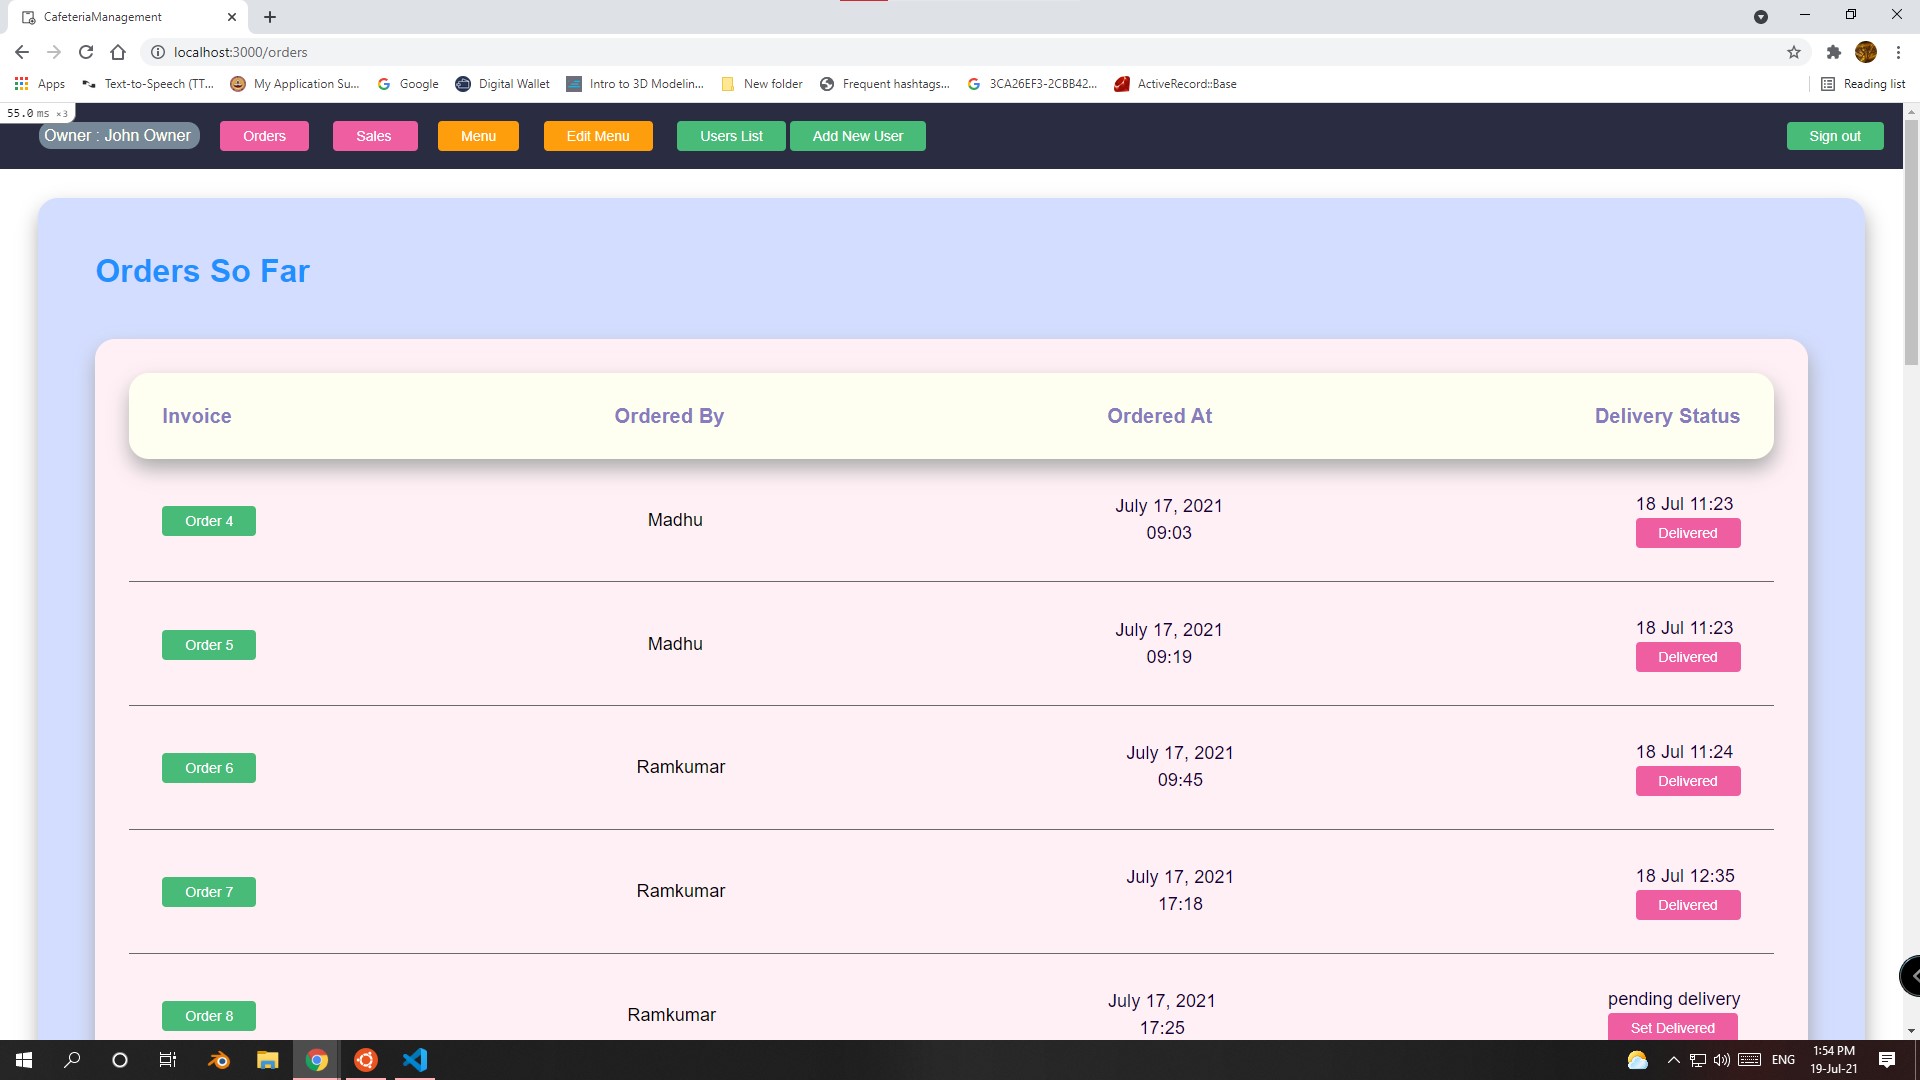 CafeteriaManagement
localhost:3000/orders
Apps Text-to-Speech (TT... My Application Su... Google Digital Wallet Intro to 3D Modelin... New folder Frequent hashtags... 3CA26EF3-2CBB42... ActiveRecord::Base Reading list
55.0 ms ×3
Owner : John Owner Orders Sales Menu Edit Menu Users List Add New User Sign out
Orders So Far
Invoice Ordered By Ordered At Delivery Status
Order 4 Madhu July 17, 2021 09:03 18 Jul 11:23 Delivered
Order 5 Madhu July 17, 2021 09:19 18 Jul 11:23 Delivered
Order 6 Ramkumar July 17, 2021 09:45 18 Jul 11:24 Delivered
Order 7 Ramkumar July 17, 2021 17:18 18 Jul 12:35 Delivered
Order 8 Ramkumar July 17, 2021 17:25 pending delivery Set Delivered
ENG 1:54 PM
19-Jul-21